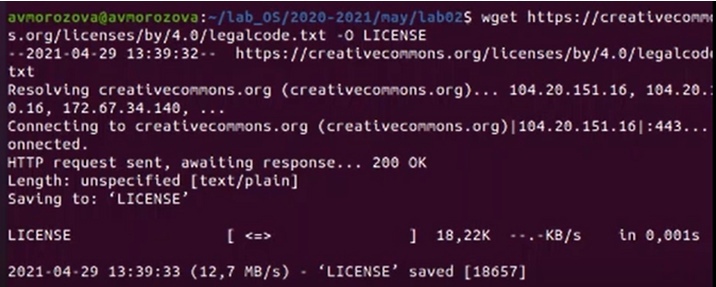 avmorozova@avmorozova:~/lab_OS/2020-2021/may/lab02$ wget https://creativecomm
s.org/licenses/by/4.0/legalcode.txt -O LICENSE
--2021-04-29 13:39:32--  https://creativecommons.org/licenses/by/4.0/legalcode
txt
Resolving creativecommons.org (creativecommons.org)... 104.20.151.16, 104.20.
0.16, 172.67.34.140, ...
Connecting to creativecommons.org (creativecommons.org)|104.20.151.16|:443...
onnected.
HTTP request sent, awaiting response... 200 OK
Length: unspecified [text/plain]
Saving to: ‘LICENSE’
LICENSE [ <=> ] 18,22K --.-KB/s in 0,001s
2021-04-29 13:39:33 (12,7 MB/s) - ‘LICENSE’ saved [18657]